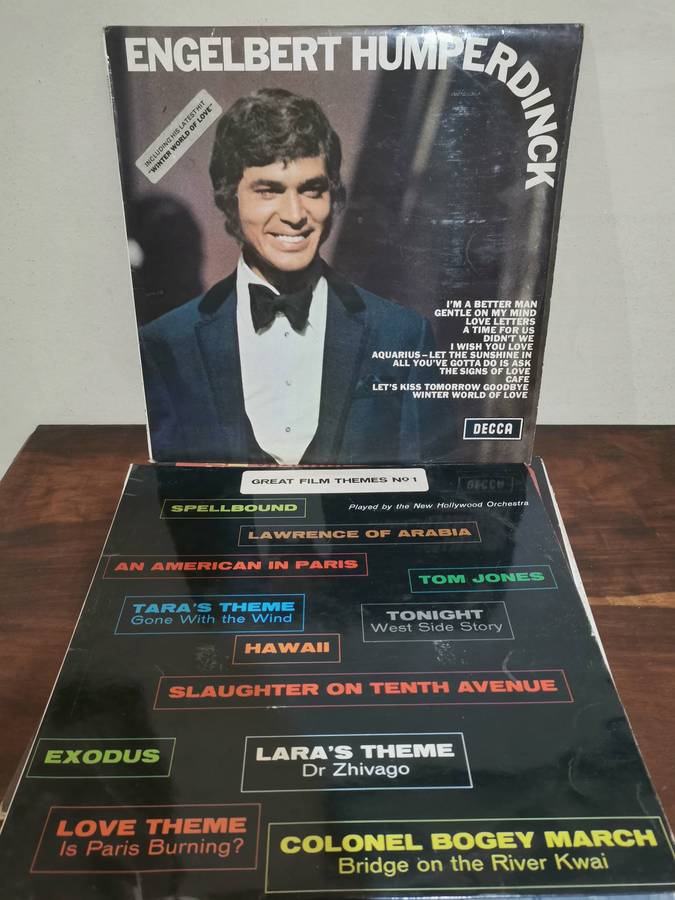 ENGELBERT HUMPERDINCK
INCLUDING HIS LATEST HIT
"WINTER WORLD OF LOVE"
I'M A BETTER MAN
GENTLE ON MY MIND
LOVE LETTERS
A TIME FOR US
DIDN'T WE
I WISH YOU LOVE
AQUARIUS–LET THE SUNSHINE IN
ALL YOU'VE GOTTA DO IS ASK
THE SIGNS OF LOVE
CAFE
LET'S KISS TOMORROW GOODBYE
WINTER WORLD OF LOVE
DECCA
GREAT FILM THEMES Nº 1
DECCA
SPELLBOUND
Played by the New Hollywood Orchestra
LAWRENCE OF ARABIA
AN AMERICAN IN PARIS
TOM JONES
TARA'S THEME
Gone With the Wind
TONIGHT
West Side Story
HAWAII
SLAUGHTER ON TENTH AVENUE
EXODUS
LARA'S THEME
Dr Zhivago
LOVE THEME
Is Paris Burning?
COLONEL BOGEY MARCH
Bridge on the River Kwai